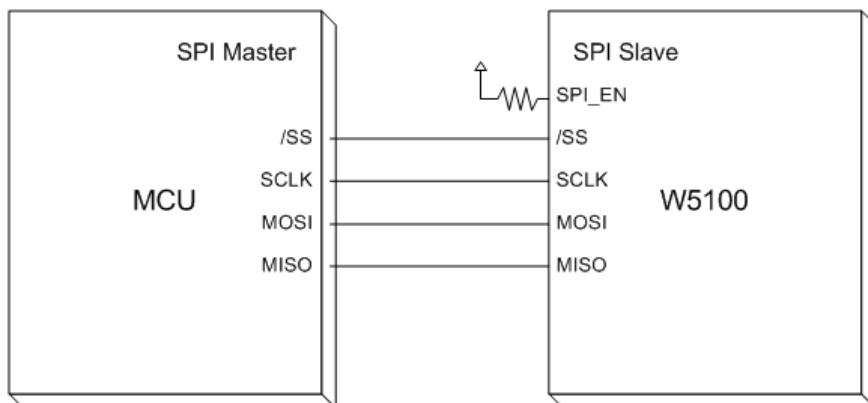 SPI Master
/SS
SCLK
MCU
MOSI
MISO
SPI Slave
SPI_EN
/SS
SCLK
W5100
MOSI
MISO